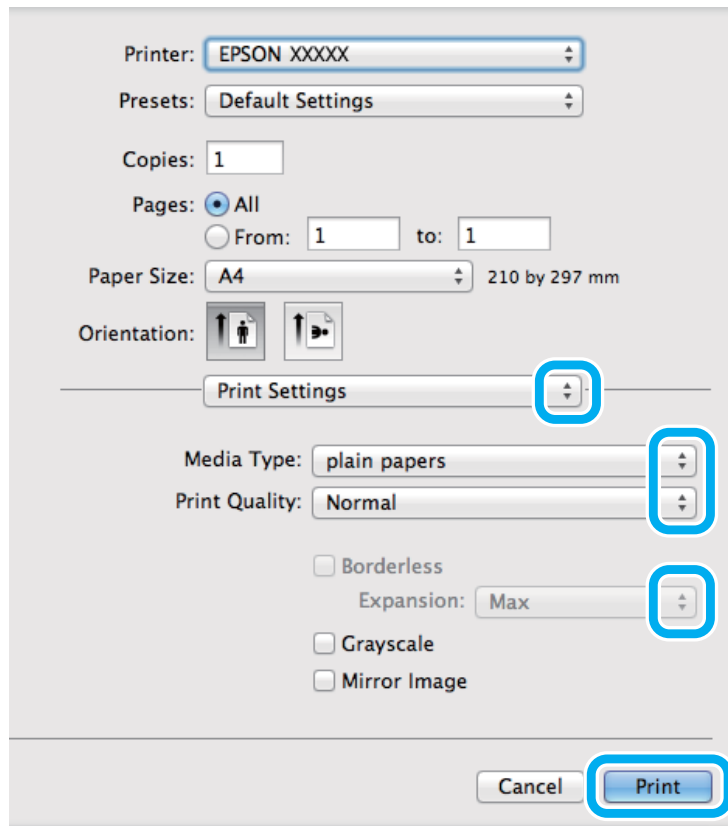 Printer: EPSON XXXXX
Presets: Default Settings
Copies: 1
Pages: All
From: 1 to: 1
Paper Size: A4 210 by 297 mm
Orientation:
Print Settings
Media Type: plain papers
Print Quality: Normal
Borderless
Expansion: Max
Grayscale
Mirror Image
Cancel Print